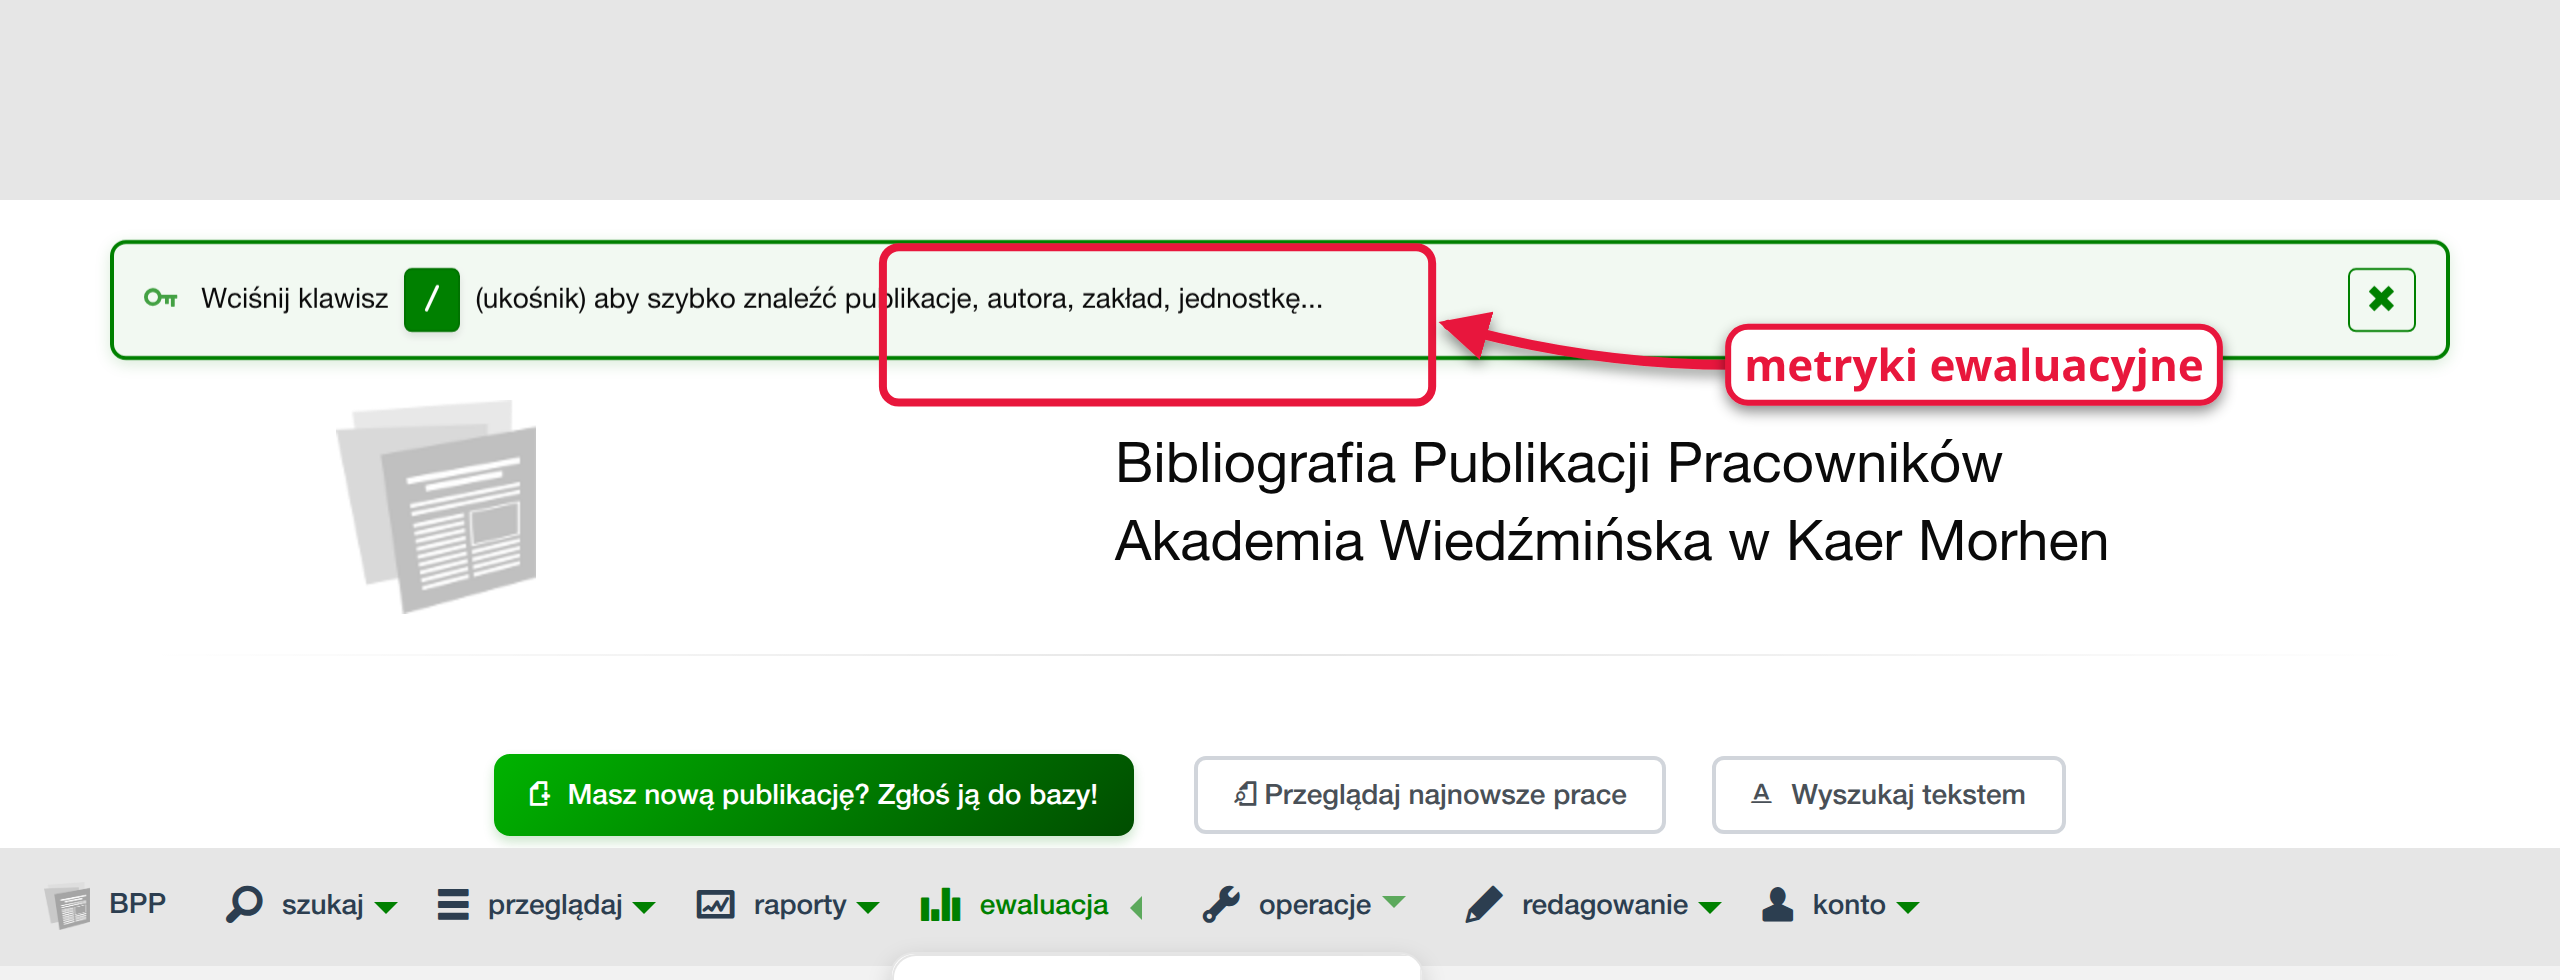 Wciśnij klawisz / (ukośnik) aby szybko znaleźć publikacje, autora, zakład, jednostkę...
metryki ewaluacyjne
Bibliografia Publikacji Pracowników
Akademia Wiedźmińska w Kaer Morhen
Masz nową publikację? Zgłoś ją do bazy!
Przeglądaj najnowsze prace
Wyszukaj tekstem
BPP szukaj przeglądaj raporty ewaluacja operacje redagowanie konto